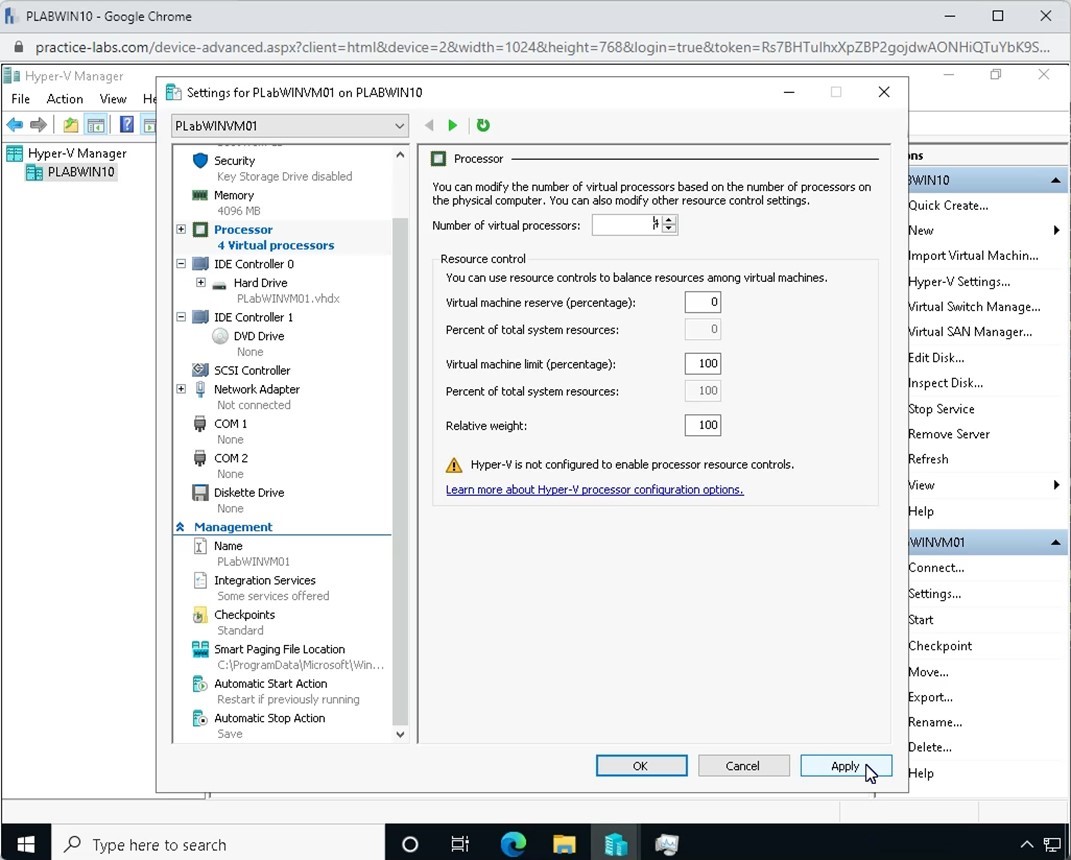 PLABWIN10 - Google Chrome
practice-labs.com/device-advanced.aspx?client=html&device=2&width=1024&height=768&login=true&token=Rs7BHTuIhxXpZBP2gojdwAONHiQTuYbK9S...
Hyper-V Manager
File Action View He
Settings for PLabWINVM01 on PLABWIN10
PLabWINVM01
Hyper-V Manager
PLABWIN10
Security
Key Storage Drive disabled
Memory
4096 MB
Processor
4 Virtual processors
IDE Controller 0
Hard Drive
PLabWINVM01.vhdx
IDE Controller 1
DVD Drive
None
SCSI Controller
Network Adapter
Not connected
COM 1
None
COM 2
None
Diskette Drive
None
Management
Name
PLabWINVM01
Integration Services
Some services offered
Checkpoints
Standard
Smart Paging File Location
C:\ProgramData\Microsoft\Win...
Automatic Start Action
Restart if previously running
Automatic Stop Action
Save
Processor
You can modify the number of virtual processors based on the number of processors on
the physical computer. You can also modify other resource control settings.
Number of virtual processors: 4
Resource control
You can use resource controls to balance resources among virtual machines.
Virtual machine reserve (percentage): 0
Percent of total system resources: 0
Virtual machine limit (percentage): 100
Percent of total system resources: 100
Relative weight: 100
Hyper-V is not configured to enable processor resource controls.
Learn more about Hyper-V processor configuration options.
OK Cancel Apply
ns
BWIN10
Quick Create...
New
Import Virtual Machin...
Hyper-V Settings...
Virtual Switch Manage...
Virtual SAN Manager...
Edit Disk...
Inspect Disk...
Stop Service
Remove Server
Refresh
View
Help
WINVM01
Connect...
Settings...
Start
Checkpoint
Move...
Export...
Rename...
Delete...
Help
Type here to search